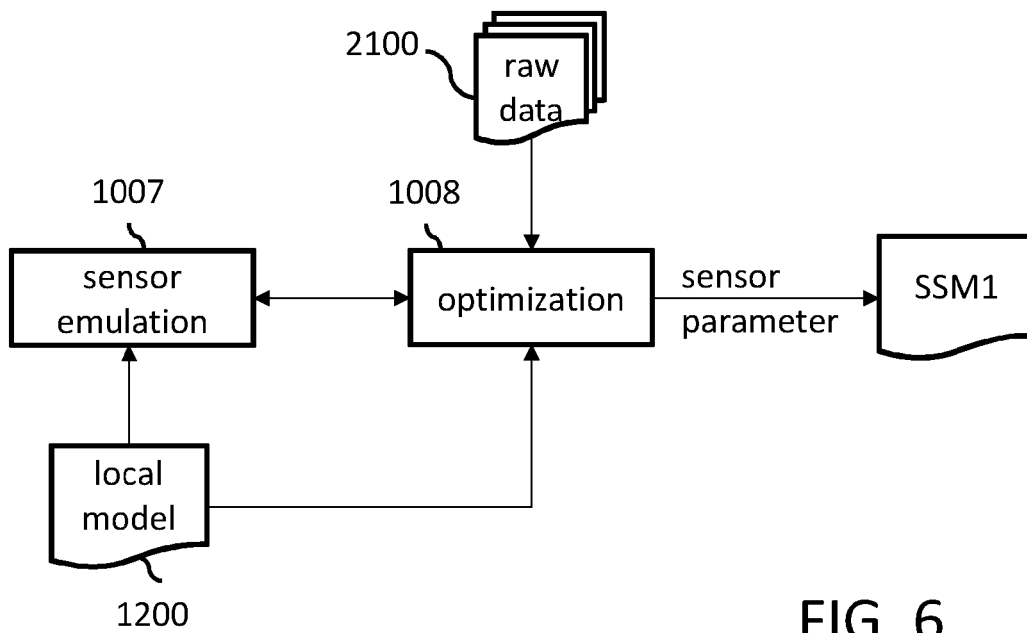 2100
raw
data
1007
1008
sensor
emulation
optimization
sensor
parameter
SSM1
local
model
1200
FIG. 6